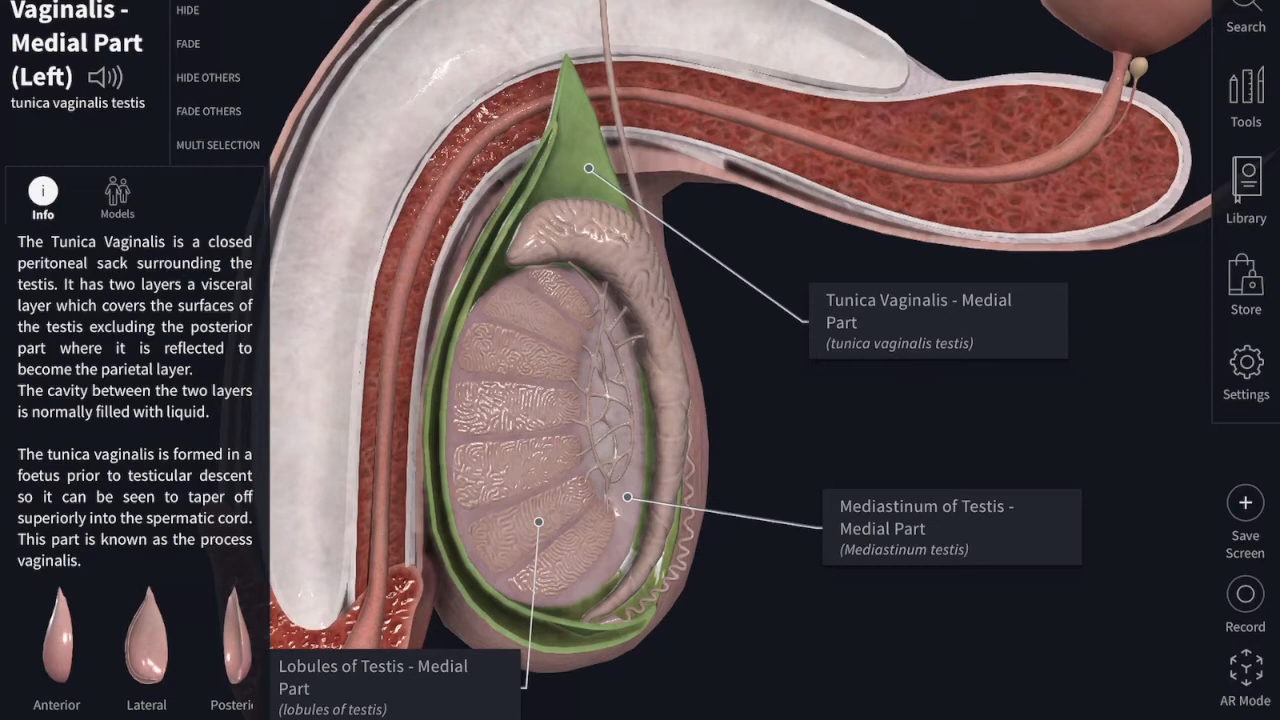 Vaginalis -
Medial Part
(Left)
tunica vaginalis testis
HIDE
FADE
HIDE OTHERS
FADE OTHERS
MULTI SELECTION
i
Info
Models
The Tunica Vaginalis is a closed
peritoneal sack surrounding the
testis. It has two layers a visceral
layer which covers the surfaces of
the testis excluding the posterior
part where it is reflected to
become the parietal layer.
The cavity between the two layers
is normally filled with liquid.
The tunica vaginalis is formed in a
foetus prior to testicular descent
so it can be seen to taper off
superiorly into the spermatic cord.
This part is known as the process
vaginalis.
Anterior
Lateral
Posteri
Tunica Vaginalis - Medial
Part
(tunica vaginalis testis)
Mediastinum of Testis -
Medial Part
(Mediastinum testis)
Lobules of Testis - Medial
Part
(lobules of testis)
Search
Tools
Library
Store
Settings
Save
Screen
Record
AR Mode